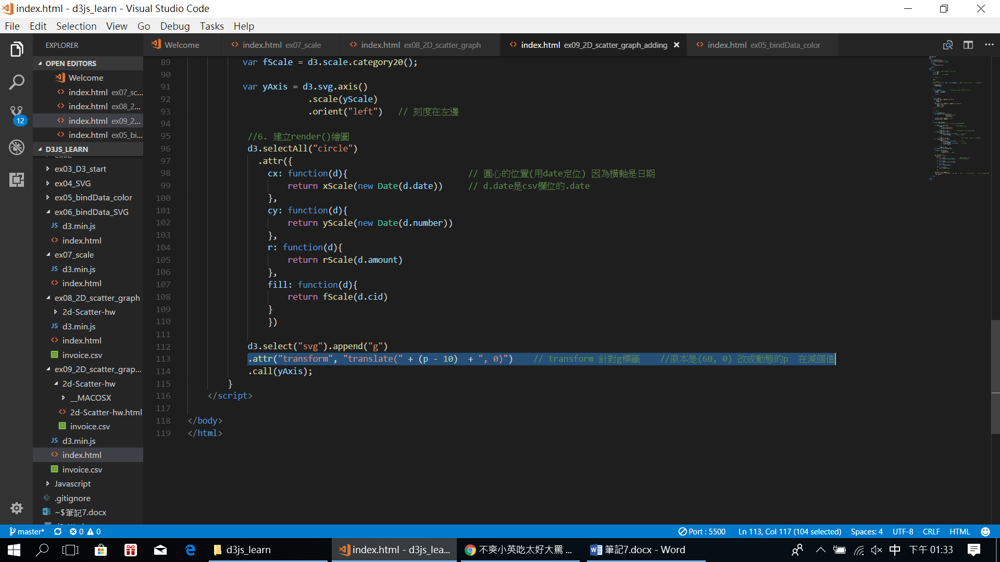 index.html - d3js_learn - Visual Studio Code
File Edit Selection View Go Debug Tasks Help
EXPLORER
OPEN EDITORS
Welcome
index.html ex07_sc...
index.html ex08_2...
index.html ex09_2...
index.html ex05_bi...
12
D3JS_LEARN
ex03_D3_start
ex04_SVG
ex05_bindData_color
ex06_bindData_SVG
JS d3.min.js
index.html
ex07_scale
JS d3.min.js
index.html
ex08_2D_scatter_graph
2d-Scatter-hw
JS d3.min.js
index.html
invoice.csv
ex09_2D_scatter_grap...
2d-Scatter-hw
__MACOSX
2d-Scatter-hw.html
invoice.csv
JS d3.min.js
index.html
invoice.csv
Javascript
.gitignore
~$筆記7.docx
Welcome index.html ex07_scale index.html ex08_2D_scatter_graph index.html ex09_2D_scatter_graph_adding index.html ex05_bindData_color
89 var fScale = d3.scale.category20();
90
91 var yAxis = d3.svg.axis()
92 .scale(yScale)
93 .orient("left") // 刻度在左邊
94
95 //6. 建立render()繪圖
96 d3.selectAll("circle")
97 .attr({
98 cx: function(d){ // 圓心的位置(用date定位) 因為橫軸是日期
99 return xScale(new Date(d.date)) // d.date是csv欄位的.date
100 },
101 cy: function(d){
102 return yScale(new Date(d.number))
103 },
104 r: function(d){
105 return rScale(d.amount)
106 },
107 fill: function(d){
108 return fScale(d.cid)
109 }
110 })
111
112 d3.select("svg").append("g")
113 .attr("transform", "translate(" + (p - 10) + ", 0)") // transform 針對g標籤 //原本是(60, 0) 改成動態的p 在減個值
114 .call(yAxis);
115 }
116 </script>
117
118 </body>
119 </html>
master* 0 0 Port : 5500 Ln 113, Col 117 (104 selected) Spaces: 4 UTF-8 CRLF HTML
d3js_learn index.html - d3js_lea... 不爽小英吃太好大罵 ... 筆記7.docx - Word 中 下午 01:33